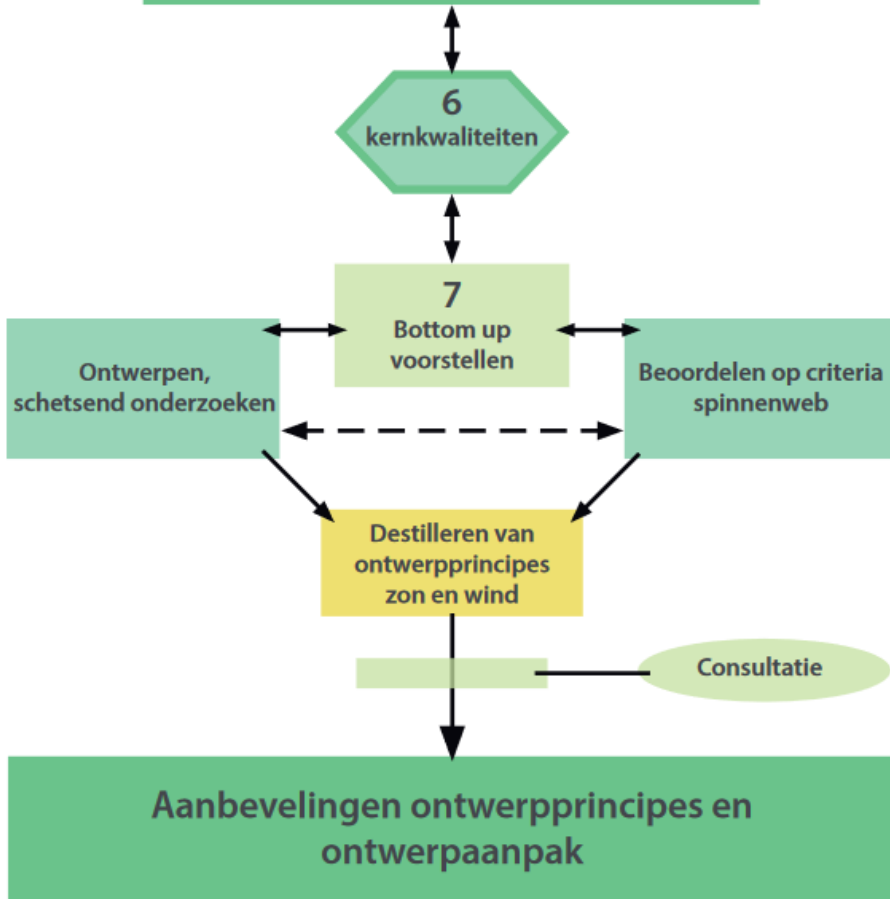 6
kernkwaliteiten
7
Bottom up
voorstellen
Ontwerpen,
schetsend onderzoeken
Beoordelen op criteria
spinnenweb
Destilleren van
ontwerpprincipes
zon en wind
Consultatie
Aanbevelingen ontwerpprincipes en
ontwerpaanpak